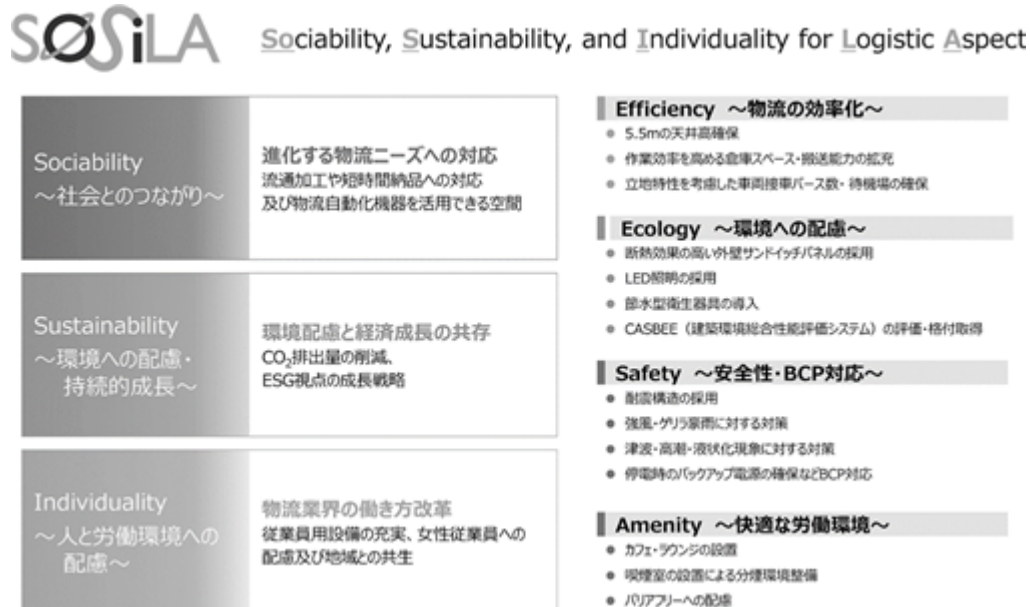 SOSiLA
Sociability, Sustainability, and Individuality for Logistic Aspect
Sociability
～社会とのつながり～
進化する物流ニーズへの対応
流通加工や短時間納品への対応
及び物流自動化機器を活用できる空間
Sustainability
～環境への配慮・
持続的成長～
環境配慮と経済成長の共存
CO₂排出量の削減、
ESG視点の成長戦略
Individuality
～人と労働環境への
配慮～
物流業界の働き方改革
従業員用設備の充実、女性従業員への
配慮及び地域との共生
Efficiency ～物流の効率化～
● 5.5mの天井高確保
● 作業効率を高める倉庫スペース・搬送能力の拡充
● 立地特性を考慮した車両接車バース数・待機場の確保
Ecology ～環境への配慮～
● 断熱効果の高い外壁サンドイッチパネルの採用
● LED照明の採用
● 節水型衛生器具の導入
● CASBEE（建築環境総合性能評価システム）の評価・格付取得
Safety ～安全性・BCP対応～
● 耐震構造の採用
● 強風・ゲリラ豪雨に対する対策
● 津波・高潮・液状化現象に対する対策
● 停電時のバックアップ電源の確保などBCP対応
Amenity ～快適な労働環境～
● カフェ・ラウンジの設置
● 喫煙室の設置による分煙環境整備
● バリアフリーへの配慮